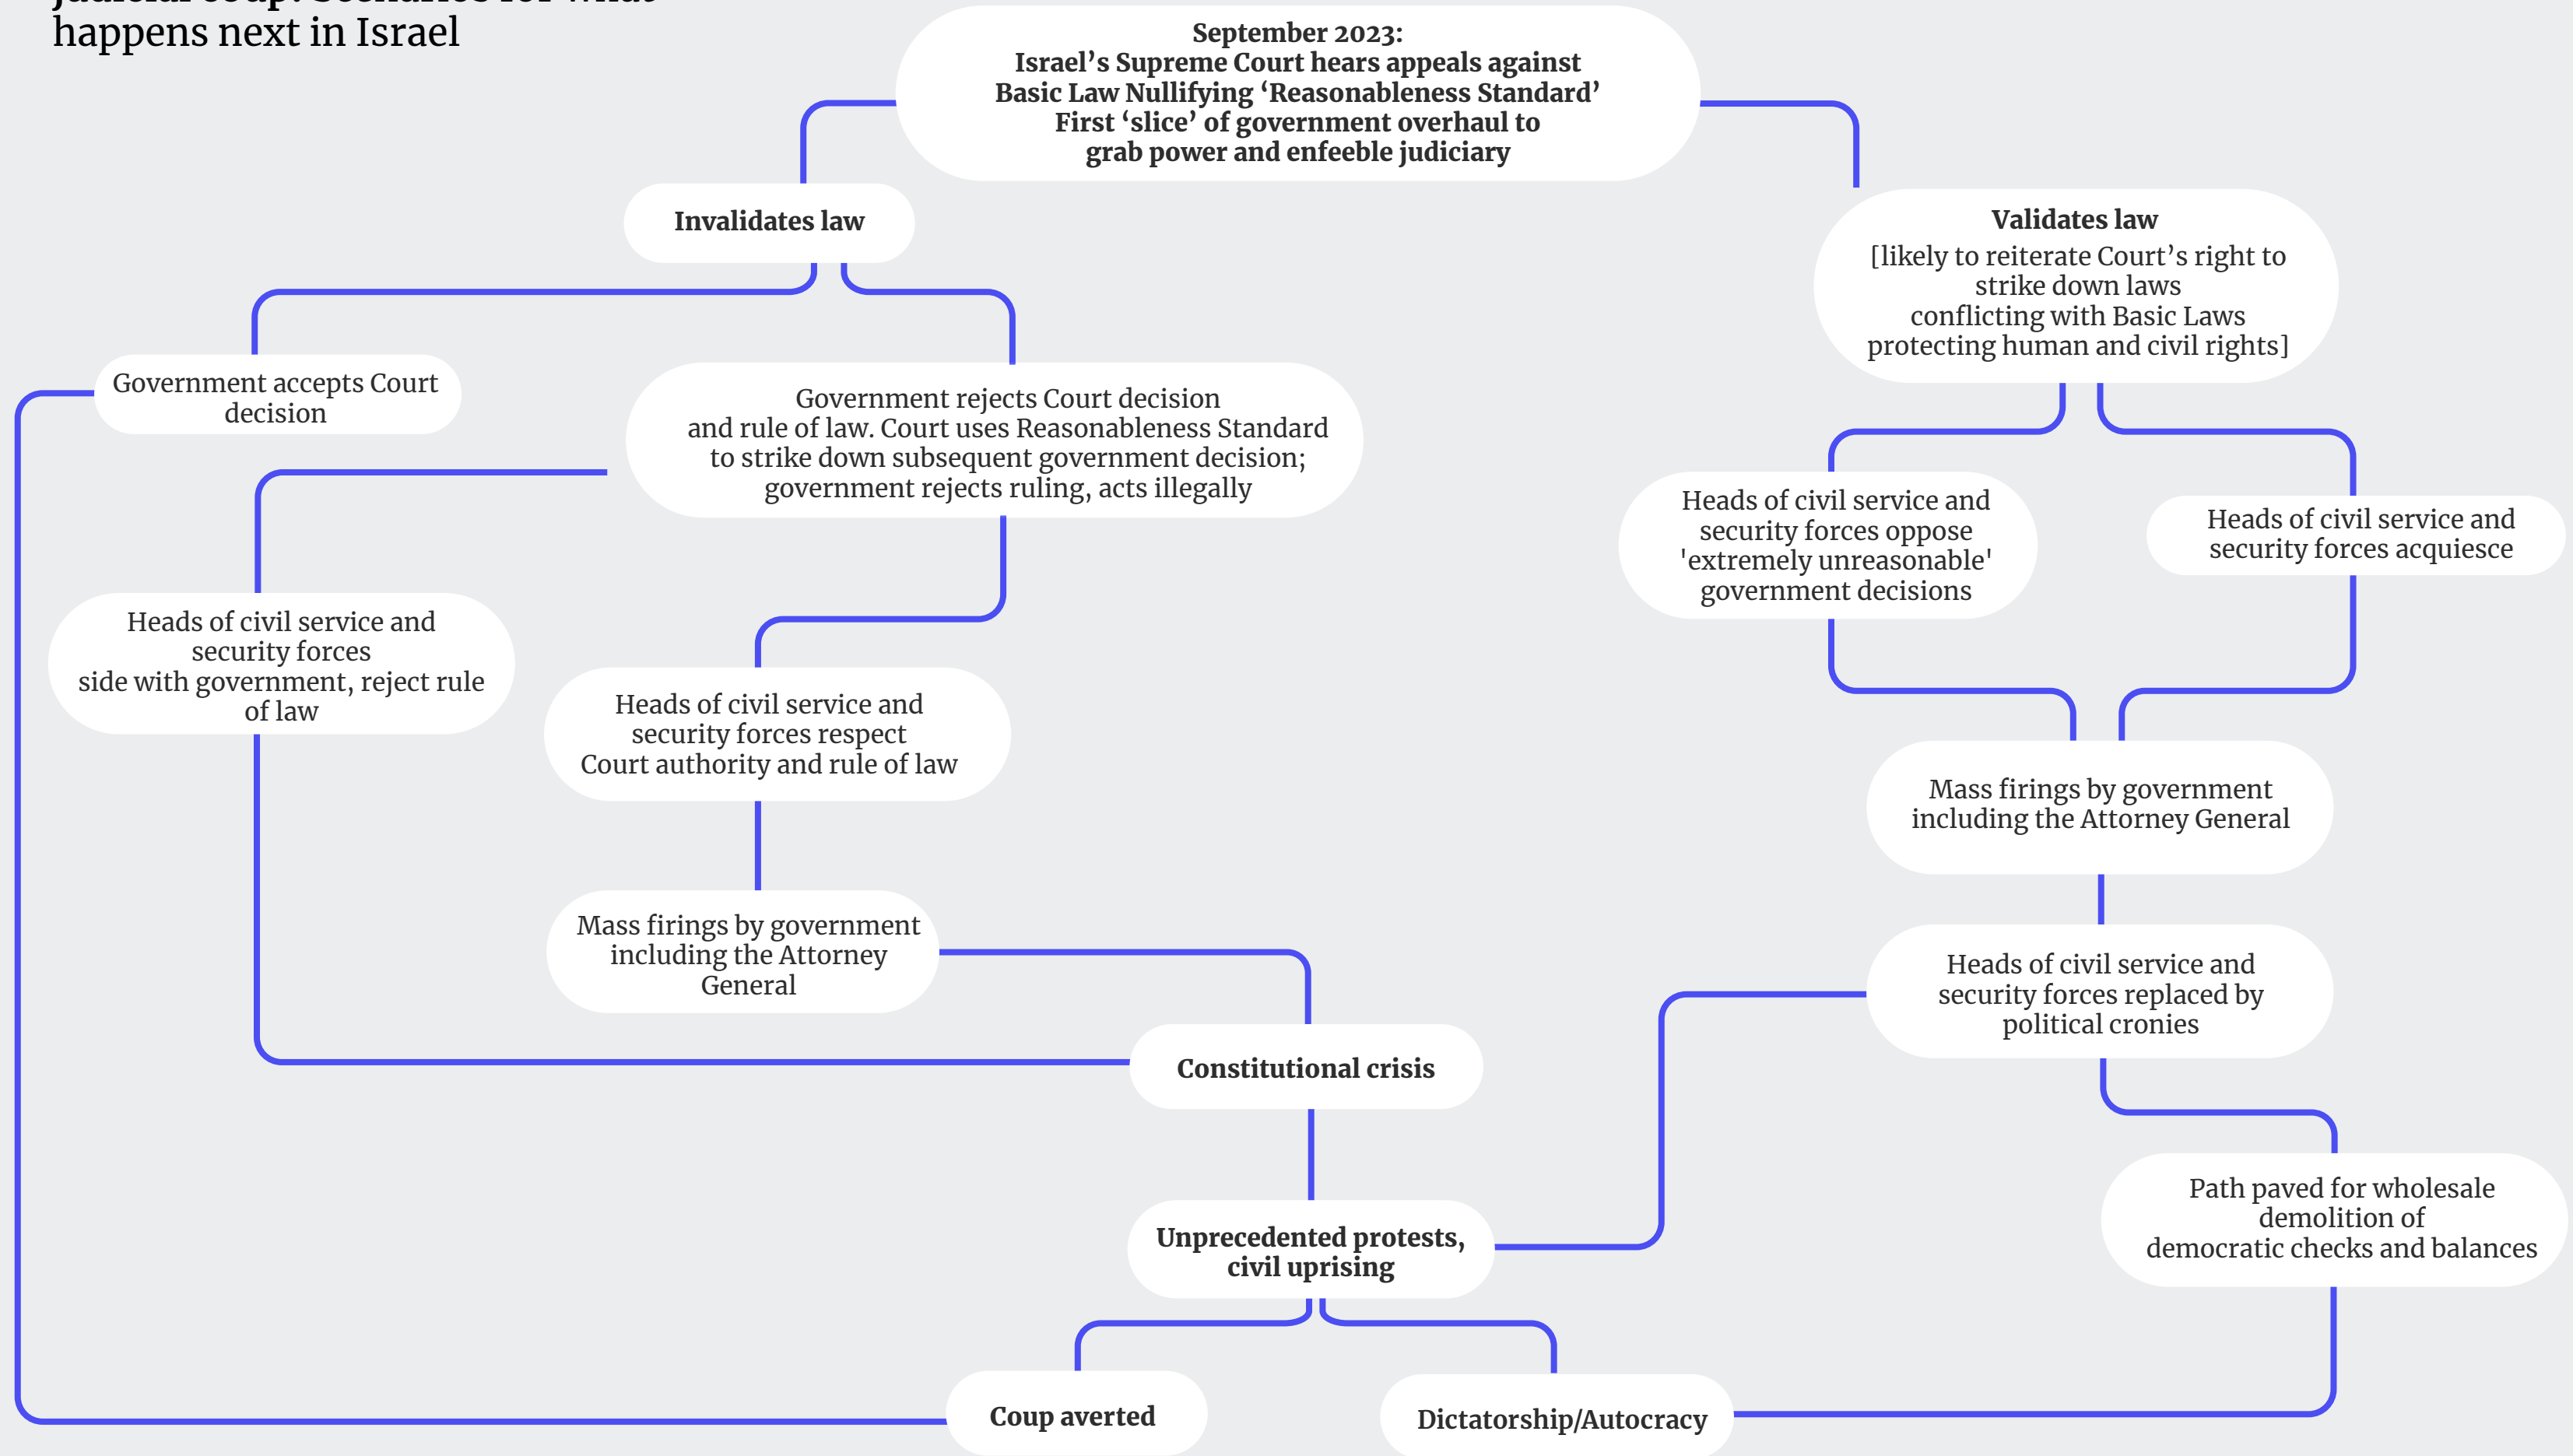 judicial coup: Scenarios for what
happens next in Israel
September 2023:
Israel’s Supreme Court hears appeals against
Basic Law Nullifying ‘Reasonableness Standard’
First ‘slice’ of government overhaul to
grab power and enfeeble judiciary
Invalidates law
Validates law
[likely to reiterate Court’s right to
strike down laws
conflicting with Basic Laws
protecting human and civil rights]
Government accepts Court
decision
Government rejects Court decision
and rule of law. Court uses Reasonableness Standard
to strike down subsequent government decision;
government rejects ruling, acts illegally
Heads of civil service and
security forces oppose
'extremely unreasonable'
government decisions
Heads of civil service and
security forces acquiesce
Heads of civil service and
security forces
side with government, reject rule
of law
Heads of civil service and
security forces respect
Court authority and rule of law
Mass firings by government
including the Attorney General
Mass firings by government
including the Attorney
General
Heads of civil service and
security forces replaced by
political cronies
Constitutional crisis
Path paved for wholesale
demolition of
democratic checks and balances
Unprecedented protests,
civil uprising
Coup averted
Dictatorship/Autocracy